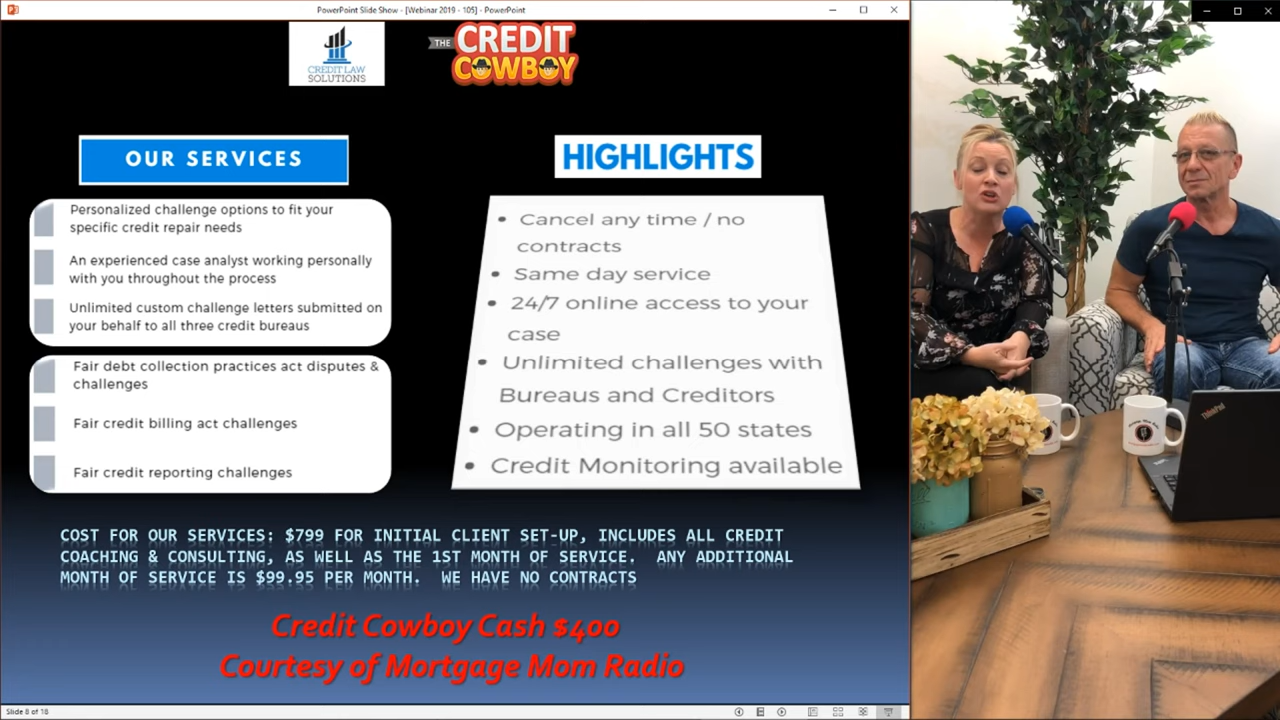 PowerPoint Slide Show - [Webinar 2019 - 105] - PowerPoint
CREDIT LAW
SOLUTIONS
THE
CREDIT
COWBOY
OUR SERVICES
Personalized challenge options to fit your
specific credit repair needs
An experienced case analyst working personally
with you throughout the process
Unlimited custom challenge letters submitted on
your behalf to all three credit bureaus
Fair debt collection practices act disputes &
challenges
Fair credit billing act challenges
Fair credit reporting challenges
HIGHLIGHTS
• Cancel any time / no
contracts
• Same day service
• 24/7 online access to your
case
• Unlimited challenges with
Bureaus and Creditors
• Operating in all 50 states
• Credit Monitoring available
COST FOR OUR SERVICES: $799 FOR INITIAL CLIENT SET-UP, INCLUDES ALL CREDIT
COACHING & CONSULTING, AS WELL AS THE 1ST MONTH OF SERVICE. ANY ADDITIONAL
MONTH OF SERVICE IS $99.95 PER MONTH. WE HAVE NO CONTRACTS
Credit Cowboy Cash $400
Courtesy of Mortgage Mom Radio
Slide 8 of 16
ThinkPad